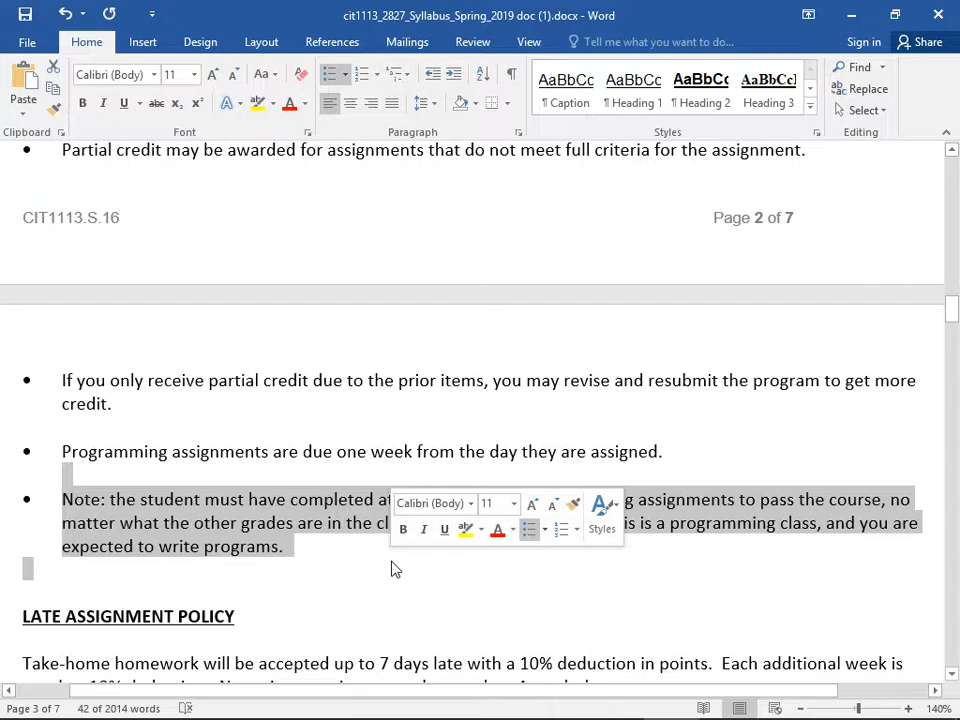 cit1113_2827_Syllabus_Spring_2019 doc (1).docx - Word
File Home Insert Design Layout References Mailings Review View Tell me what you want to do... Sign in Share
Paste
Calibri (Body) 11 Aa
B I U abc x₂ x² A A
AaBbCc AaBbCc AaBbCc AaBbCc
¶ Caption ¶ Heading 1 ¶ Heading 2 Heading 3
Find
Replace
Select
Clipboard Font Paragraph Styles Editing
• Partial credit may be awarded for assignments that do not meet full criteria for the assignment.
CIT1113.S.16 Page 2 of 7
• If you only receive partial credit due to the prior items, you may revise and resubmit the program to get more
credit.
• Programming assignments are due one week from the day they are assigned.
• Note: the student must have completed at g assignments to pass the course, no
matter what the other grades are in the cl is is a programming class, and you are
expected to write programs.
Calibri (Body) 11
B I U A Styles
LATE ASSIGNMENT POLICY
Take-home homework will be accepted up to 7 days late with a 10% deduction in points. Each additional week is
Page 3 of 7 42 of 2014 words 140%